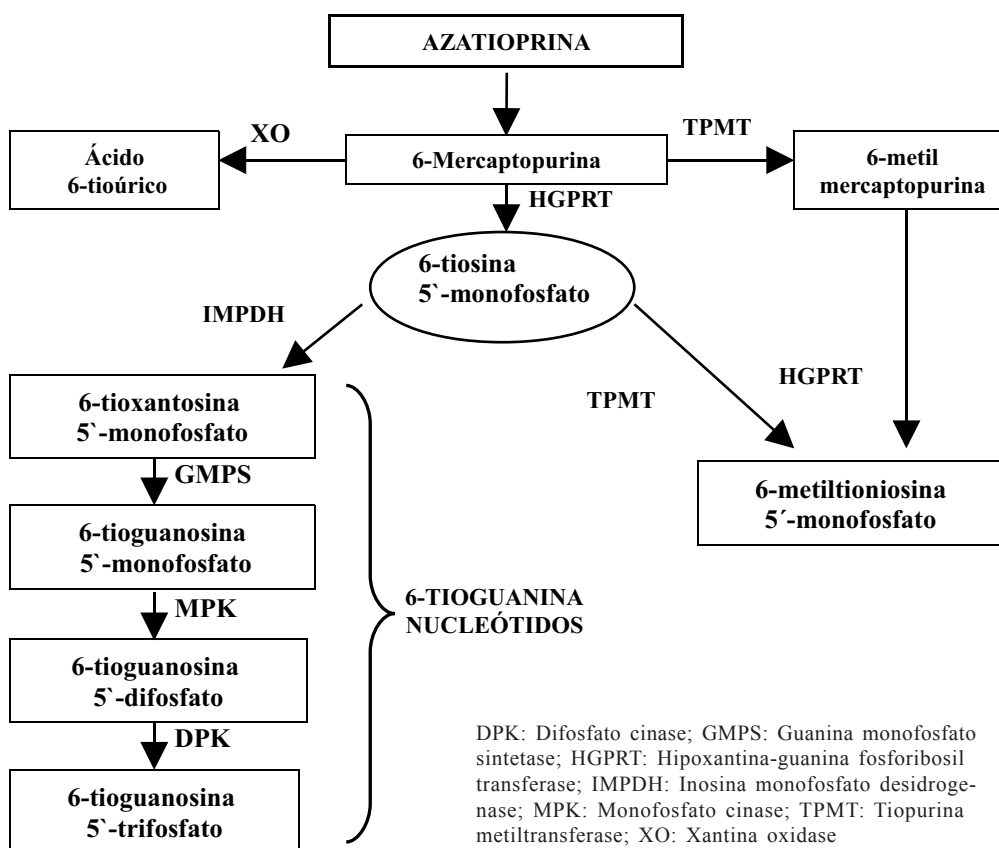 AZATIOPRINA
XO
TPMT
Ácido
6-tioúrico
6-Mercaptopurina
6-metil
mercaptopurina
HGPRT
6-tiosina
5`-monofosfato
IMPDH
TPMT
HGPRT
6-tioxantosina
5`-monofosfato
GMPS
6-metiltioniosina
5´-monofosfato
6-tioguanosina
5`-monofosfato
MPK
6-TIOGUANINA
NUCLEÓTIDOS
6-tioguanosina
5`-difosfato
DPK
6-tioguanosina
5`-trifosfato
DPK: Difosfato cinase; GMPS: Guanina monofosfato
sintetase; HGPRT: Hipoxantina-guanina fosforibosil
transferase; IMPDH: Inosina monofosfato desidroge-
nase; MPK: Monofosfato cinase; TPMT: Tiopurina
metiltransferase; XO: Xantina oxidase